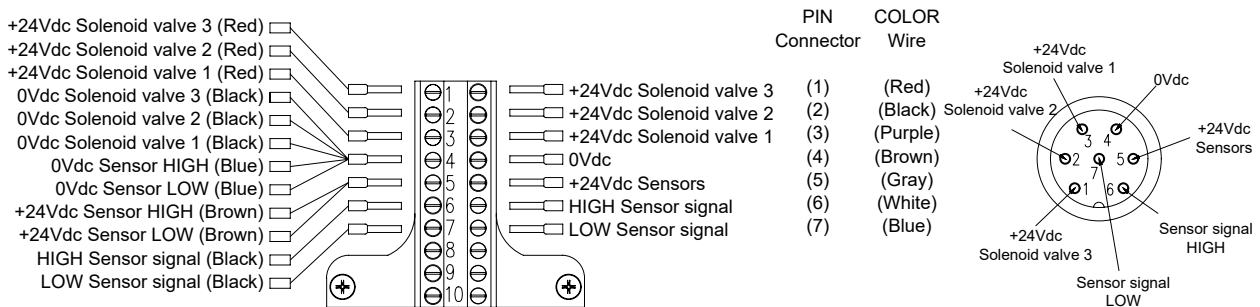 +24Vdc Solenoid valve 3 (Red)
+24Vdc Solenoid valve 2 (Red)
+24Vdc Solenoid valve 1 (Red)
0Vdc Solenoid valve 3 (Black)
0Vdc Solenoid valve 2 (Black)
0Vdc Solenoid valve 1 (Black)
0Vdc Sensor HIGH (Blue)
0Vdc Sensor LOW (Blue)
+24Vdc Sensor HIGH (Brown)
+24Vdc Sensor LOW (Brown)
HIGH Sensor signal (Black)
LOW Sensor signal (Black)
1
2
3
4
5
6
7
8
9
10
+24Vdc Solenoid valve 3
+24Vdc Solenoid valve 2
+24Vdc Solenoid valve 1
0Vdc
+24Vdc Sensors
HIGH Sensor signal
LOW Sensor signal
PIN COLOR
Connector Wire
(1) (Red)
(2) (Black)
(3) (Purple)
(4) (Brown)
(5) (Gray)
(6) (White)
(7) (Blue)
+24Vdc
Solenoid valve 1
+24Vdc
Solenoid valve 2
0Vdc
+24Vdc
Sensors
3 4
2 5
7
1 6
+24Vdc
Solenoid valve 3
Sensor signal
HIGH
Sensor signal
LOW